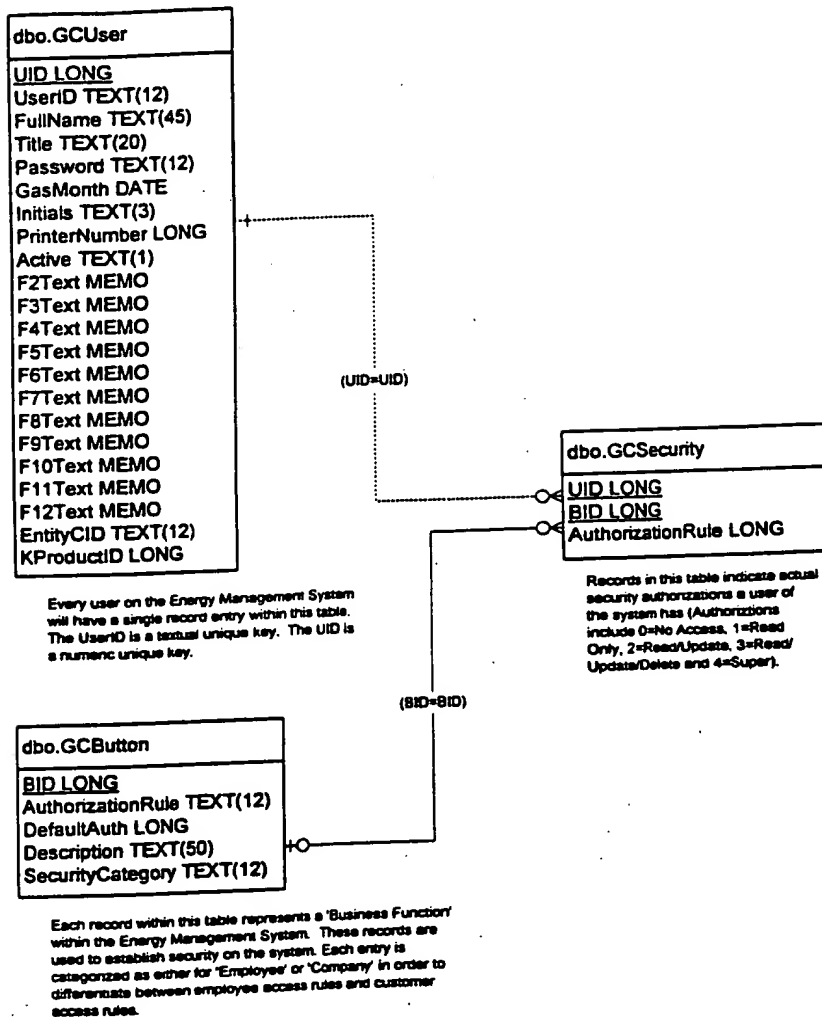 dbo.GCUser
UID LONG
UserID TEXT(12)
FullName TEXT(45)
Title TEXT(20)
Password TEXT(12)
GasMonth DATE
Initials TEXT(3)
PrinterNumber LONG
Active TEXT(1)
F2Text MEMO
F3Text MEMO
F4Text MEMO
F5Text MEMO
F6Text MEMO
F7Text MEMO
F8Text MEMO
F9Text MEMO
F10Text MEMO
F11Text MEMO
F12Text MEMO
EntityCID TEXT(12)
KProductID LONG
Every user on the Energy Management System
will have a single record entry within this table.
The UserID is a textual unique key. The UID is
a numeric unique key.
(UID=UID)
dbo.GCSecurity
UID LONG
BID LONG
AuthorizationRule LONG
Records in this table indicate actual
security authorizations a user of
the system has (Authoriztions
include 0=No Access, 1=Read
Only, 2=Read/Update, 3=Read/
Update/Delete and 4=Super).
(BID=BID)
dbo.GCButton
BID LONG
AuthorizationRule TEXT(12)
DefaultAuth LONG
Description TEXT(50)
SecurityCategory TEXT(12)
Each record within this table represents a 'Business Function'
within the Energy Management System. These records are
used to establish security on the system. Each entry is
categorized as either for 'Employee' or 'Company' in order to
differentiate between employee access rules and customer
access rules.